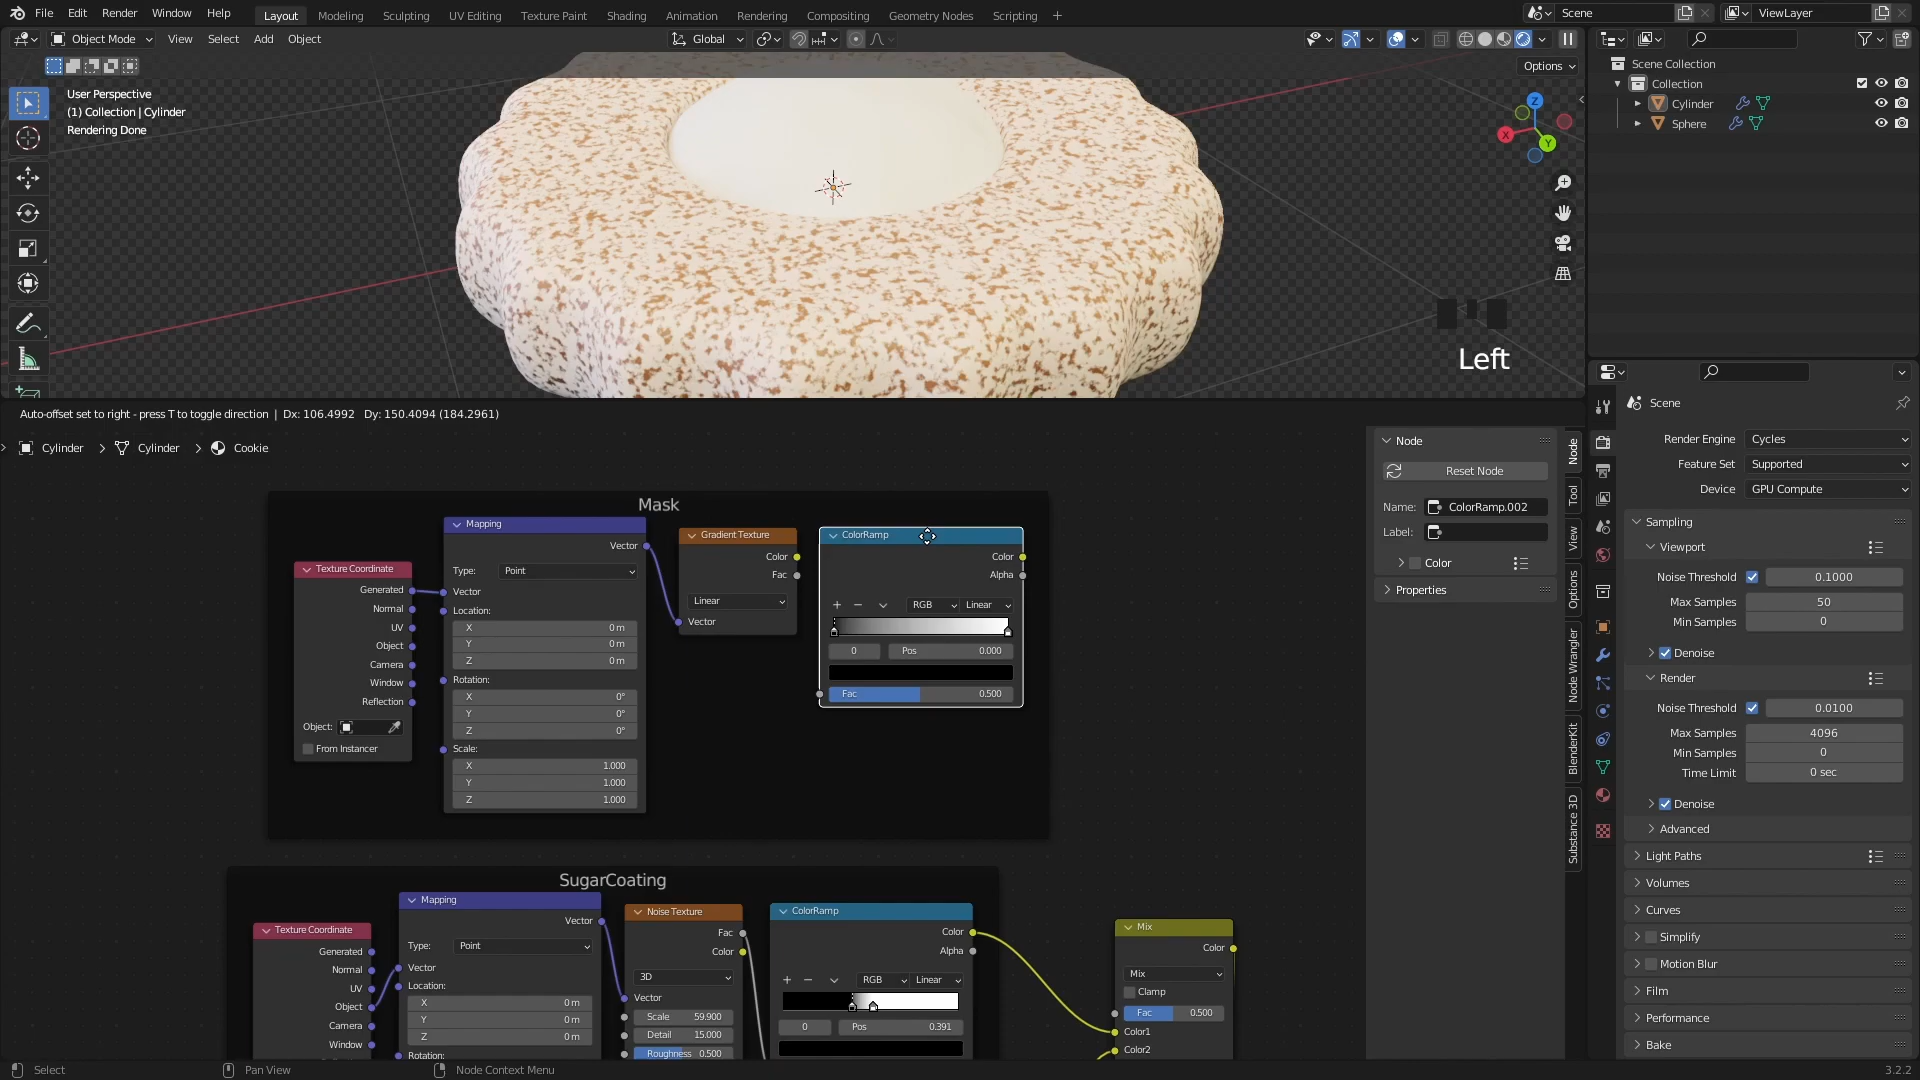 File Edit Render Window Help Layout Modeling Sculpting UV Editing Texture Paint Shading Animation Rendering Compositing Geometry Nodes Scripting + Scene ViewLayer
Object Mode View Select Add Object Global
Options
User Perspective
(1) Collection | Cylinder
Rendering Done
Z
X
Y
Left
Scene Collection
Collection
Cylinder
Sphere
Auto-offset set to right - press T to toggle direction | Dx: 106.4992 Dy: 150.4094 (184.2961)
Cylinder > Cylinder > Cookie
Mask
Texture Coordinate
Generated
Normal
UV
Object
Camera
Window
Reflection
Object:
From Instancer
Mapping
Vector
Type: Point
Vector
Location:
X 0 m
Y 0 m
Z 0 m
Rotation:
X 0°
Y 0°
Z 0°
Scale:
X 1.000
Y 1.000
Z 1.000
Gradient Texture
Color
Fac
Linear
Vector
ColorRamp
Color
Alpha
RGB Linear
0 Pos 0.000
Fac 0.500
SugarCoating
Texture Coordinate
Generated
Normal
UV
Object
Camera
Window
Mapping
Vector
Type: Point
Vector
Location:
X 0 m
Y 0 m
Z 0 m
Rotation:
Noise Texture
Fac
Color
3D
Vector
Scale 59.900
Detail 15.000
Roughness 0.500
ColorRamp
Color
Alpha
RGB Linear
0 Pos 0.391
Mix
Color
Mix
Clamp
Fac 0.500
Color1
Color2
Node
Reset Node
Name: ColorRamp.002
Label:
Color
Properties
Node
Tool
View
Options
Node Wrangler
BlenderKit
Substance 3D
Scene
Render Engine Cycles
Feature Set Supported
Device GPU Compute
Sampling
Viewport
Noise Threshold 0.1000
Max Samples 50
Min Samples 0
Denoise
Render
Noise Threshold 0.0100
Max Samples 4096
Min Samples 0
Time Limit 0 sec
Denoise
Advanced
Light Paths
Volumes
Curves
Simplify
Motion Blur
Film
Performance
Bake
Select Pan View Node Context Menu 3.2.2